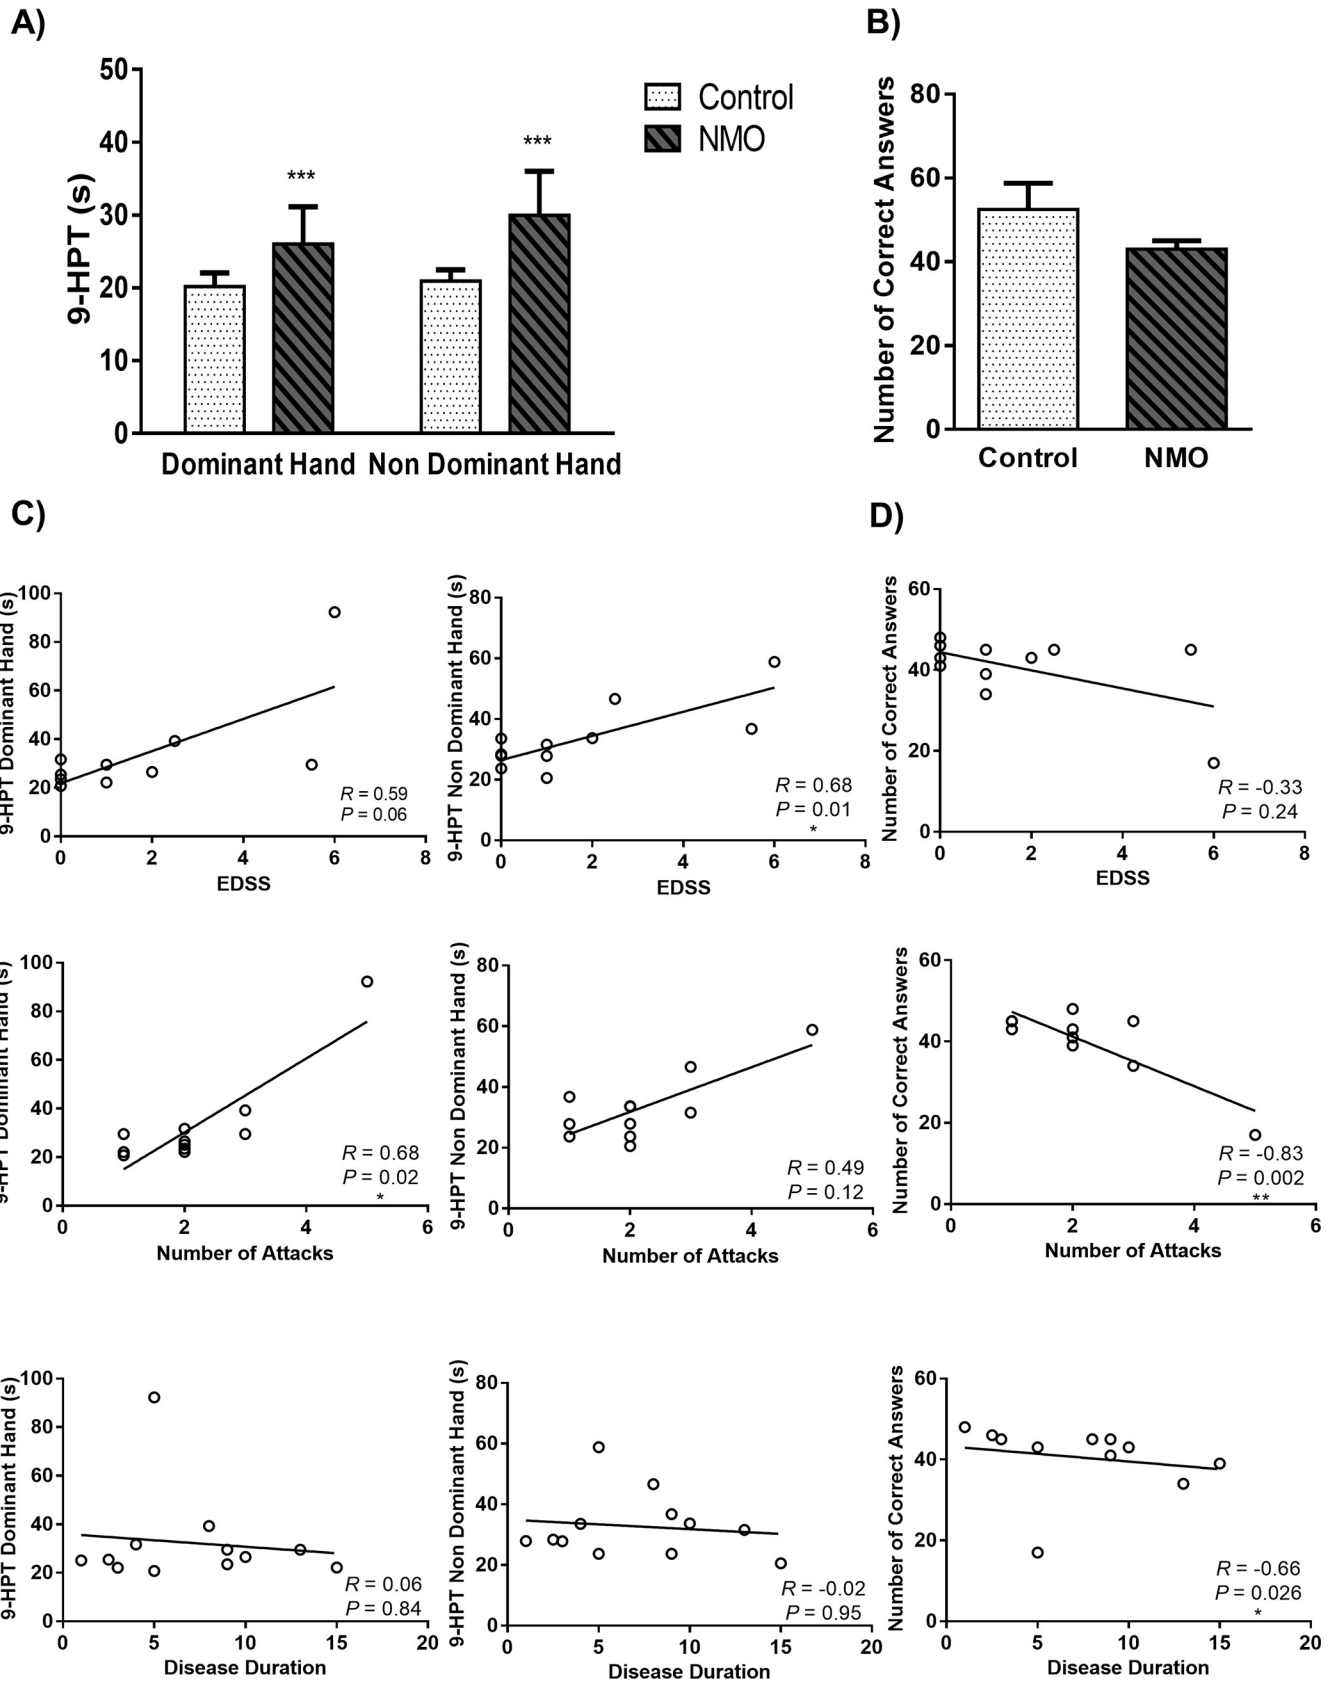 A)
B)
50
40
30
20
10
0
9-HPT (s)
***
***
Control
NMO
Dominant Hand
Non Dominant Hand
80
60
40
20
0
Number of Correct Answers
Control
NMO
C)
D)
9-HPT Dominant Hand (s)
100
80
60
40
20
0
R = 0.59
P = 0.06
0
2
4
6
8
EDSS
9-HPT Non Dominant Hand (s)
80
60
40
20
0
R = 0.68
P = 0.01
*
0
2
4
6
8
EDSS
Number of Correct Answers
60
40
20
0
R = -0.33
P = 0.24
0
2
4
6
8
EDSS
9-HPT Dominant Hand (s)
100
80
60
40
20
0
R = 0.68
P = 0.02
*
0
2
4
6
Number of Attacks
9-HPT Non Dominant Hand (s)
80
60
40
20
0
R = 0.49
P = 0.12
0
2
4
6
Number of Attacks
Number of Correct Answers
60
40
20
0
R = -0.83
P = 0.002
**
0
2
4
6
Number of Attacks
9-HPT Dominant Hand (s)
100
80
60
40
20
0
R = 0.06
P = 0.84
0
5
10
15
20
Disease Duration
9-HPT Non Dominant Hand (s)
80
60
40
20
0
R = -0.02
P = 0.95
0
5
10
15
20
Disease Duration
Number of Correct Answers
60
40
20
0
R = -0.66
P = 0.026
*
0
5
10
15
20
Disease Duration